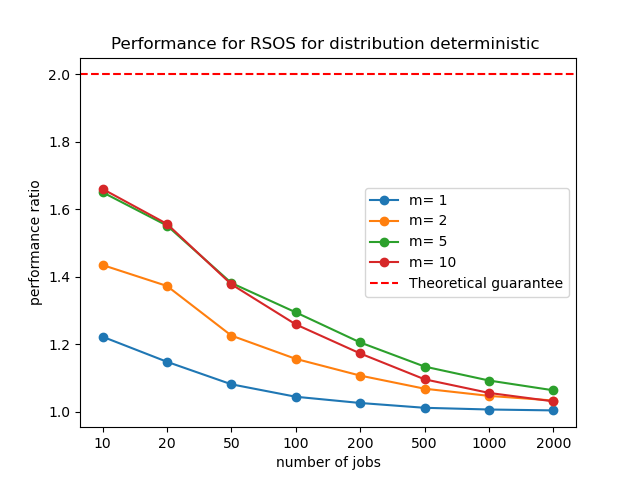 Performance for RSOS for distribution deterministic
2.0
1.8
1.6
1.4
1.2
1.0
performance ratio
m= 1
m= 2
m= 5
m= 10
Theoretical guarantee
10 20 50 100 200 500 1000 2000
number of jobs